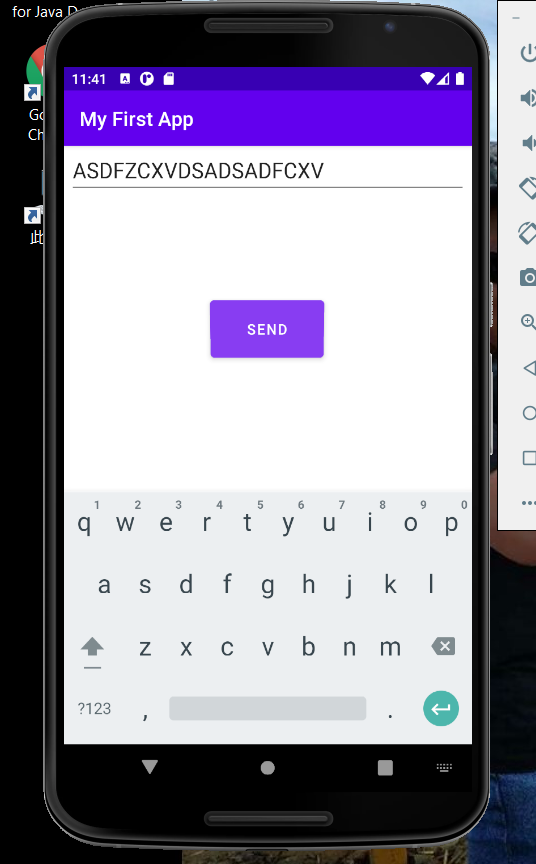 for Java D
Go
Ch
此
11:41
My First App
ASDFZCXVDSADSADFCXV
SEND
1 2 3 4 5 6 7 8 9 0
q w e r t y u i o p
a s d f g h j k l
z x c v b n m
?123 , .